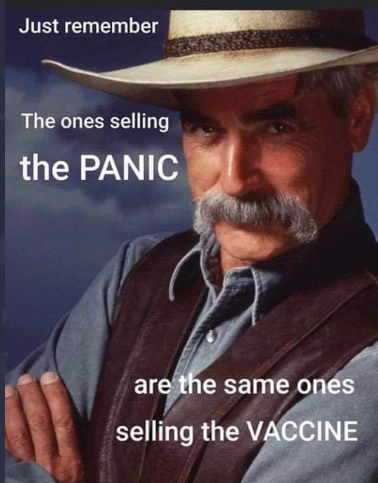 Just remember
The ones selling
the PANIC
are the same ones
selling the VACCINE